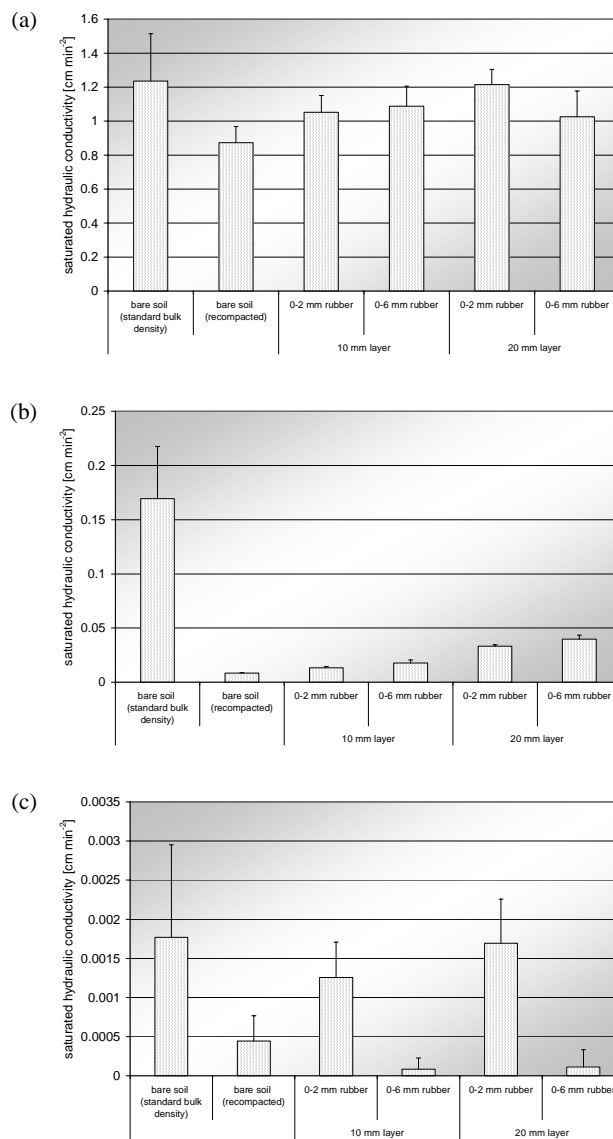 (a)
saturated hydraulic conductivity [cm min-2]
1.6
1.4
1.2
1
0.8
0.6
0.4
0.2
0
bare soil (standard bulk density)
bare soil (recompacted)
0-2 mm rubber
0-6 mm rubber
0-2 mm rubber
0-6 mm rubber
10 mm layer
20 mm layer
(b)
saturated hydraulic conductivity [cm min-2]
0.25
0.2
0.15
0.1
0.05
0
bare soil (standard bulk density)
bare soil (recompacted)
0-2 mm rubber
0-6 mm rubber
0-2 mm rubber
0-6 mm rubber
10 mm layer
20 mm layer
(c)
saturated hydraulic conductivity [cm min-2]
0.0035
0.003
0.0025
0.002
0.0015
0.001
0.0005
0
bare soil (standard bulk density)
bare soil (recompacted)
0-2 mm rubber
0-6 mm rubber
0-2 mm rubber
0-6 mm rubber
10 mm layer
20 mm layer